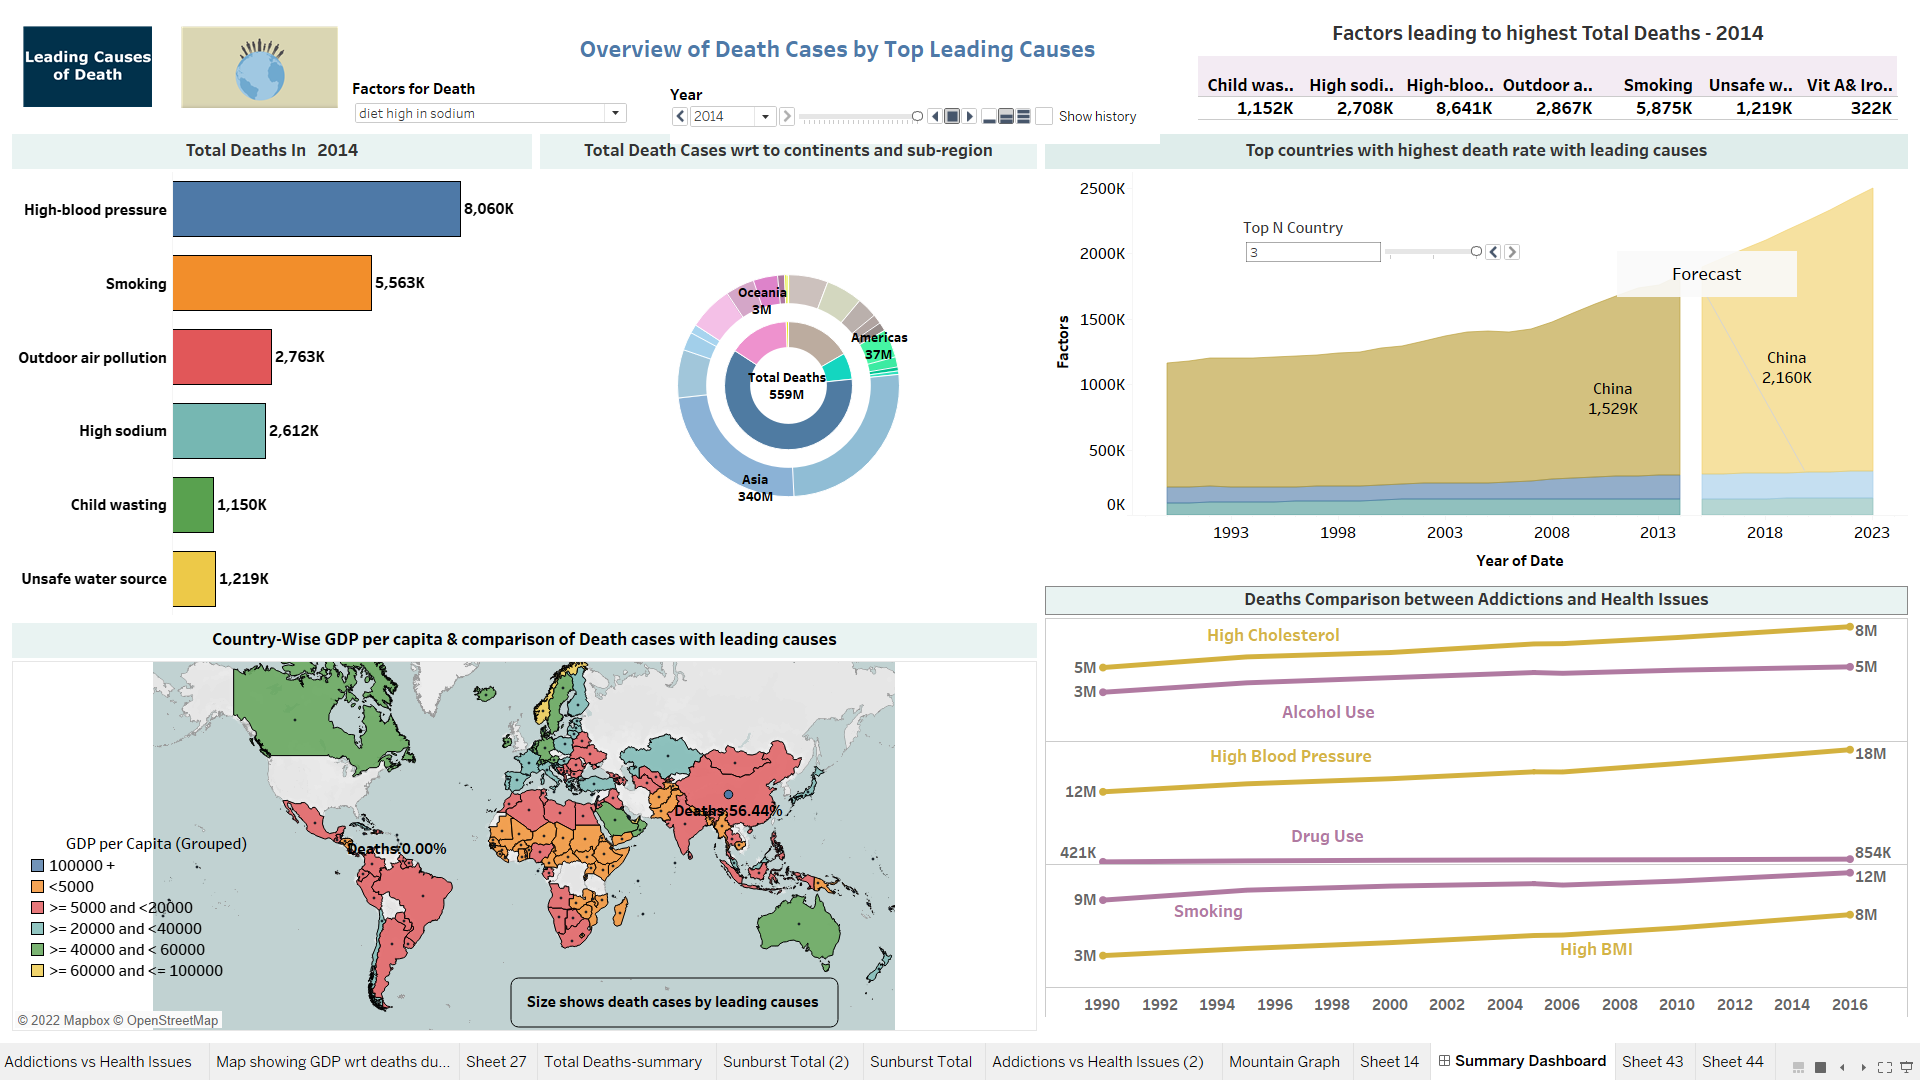 Leading Causes
of Death
Factors for Death
diet high in sodium
Overview of Death Cases by Top Leading Causes
Year
2014
Show history
Factors leading to highest Total Deaths - 2014
Child was.. High sodi.. High-bloo.. Outdoor a.. Smoking Unsafe w.. Vit A& Iro..
1,152K 2,708K 8,641K 2,867K 5,875K 1,219K 322K
Total Deaths In 2014
High-blood pressure 8,060K
Smoking 5,563K
Outdoor air pollution 2,763K
High sodium 2,612K
Child wasting 1,150K
Unsafe water source 1,219K
Total Death Cases wrt to continents and sub-region
Oceania
3M
Americas
37M
Total Deaths
559M
Asia
340M
Top countries with highest death rate with leading causes
Top N Country
3
Forecast
2500K
2000K
1500K
1000K
500K
0K
Factors
China
1,529K
China
2,160K
1993 1998 2003 2008 2013 2018 2023
Year of Date
Country-Wise GDP per capita & comparison of Death cases with leading causes
Deaths:56.44%
Deaths:0.00%
GDP per Capita (Grouped)
100000 +
<5000
>= 5000 and <20000
>= 20000 and <40000
>= 40000 and < 60000
>= 60000 and <= 100000
Size shows death cases by leading causes
© 2022 Mapbox © OpenStreetMap
Deaths Comparison between Addictions and Health Issues
High Cholesterol
5M 8M
3M 5M
Alcohol Use
High Blood Pressure
12M 18M
Drug Use
421K 854K
9M 12M
Smoking
3M 8M
High BMI
1990 1992 1994 1996 1998 2000 2002 2004 2006 2008 2010 2012 2014 2016
Addictions vs Health Issues Map showing GDP wrt deaths du... Sheet 27 Total Deaths-summary Sunburst Total (2) Sunburst Total Addictions vs Health Issues (2) Mountain Graph Sheet 14 Summary Dashboard Sheet 43 Sheet 44